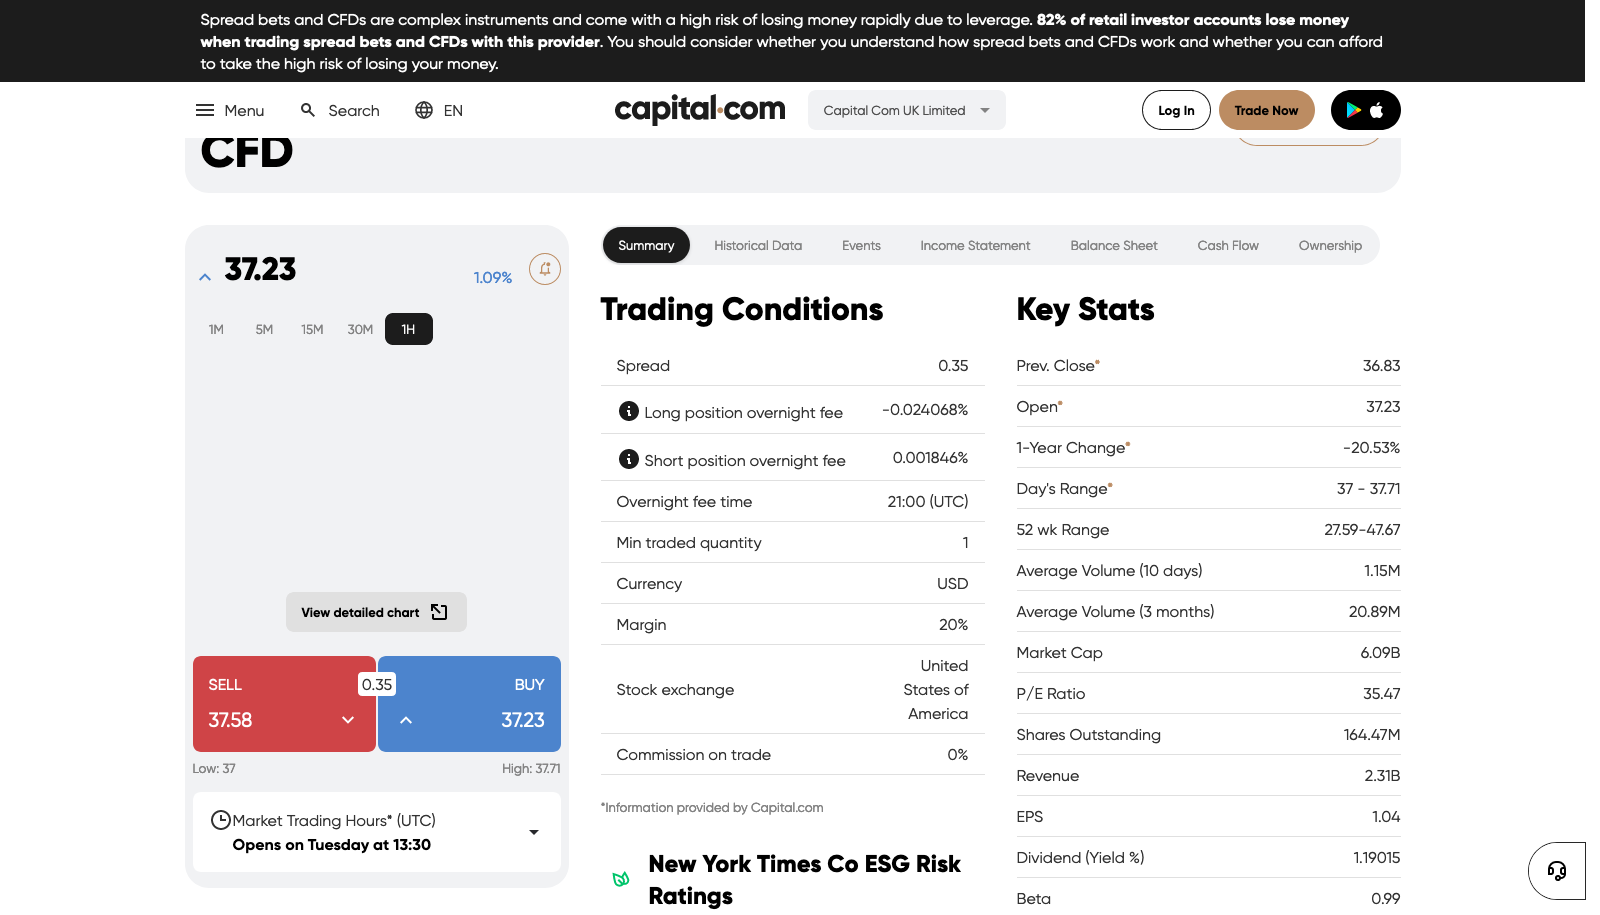 Spread bets and CFDs are complex instruments and come with a high risk of losing money rapidly due to leverage. 82% of retail investor accounts lose money
when trading spread bets and CFDs with this provider. You should consider whether you understand how spread bets and CFDs work and whether you can afford
to take the high risk of losing your money.
Menu Search EN capital.com Capital Com UK Limited Log In Trade Now
CFD
37.23 1.09%
1M 5M 15M 30M 1H
View detailed chart
SELL 0.35 BUY
37.58 37.23
Low: 37 High: 37.71
Market Trading Hours* (UTC)
Opens on Tuesday at 13:30
Summary Historical Data Events Income Statement Balance Sheet Cash Flow Ownership
Trading Conditions
Spread 0.35
Long position overnight fee -0.024068%
Short position overnight fee 0.001846%
Overnight fee time 21:00 (UTC)
Min traded quantity 1
Currency USD
Margin 20%
Stock exchange United
States of
America
Commission on trade 0%
*Information provided by Capital.com
New York Times Co ESG Risk
Ratings
Key Stats
Prev. Close* 36.83
Open* 37.23
1-Year Change* -20.53%
Day's Range* 37 - 37.71
52 wk Range 27.59-47.67
Average Volume (10 days) 1.15M
Average Volume (3 months) 20.89M
Market Cap 6.09B
P/E Ratio 35.47
Shares Outstanding 164.47M
Revenue 2.31B
EPS 1.04
Dividend (Yield %) 1.19015
Beta 0.99